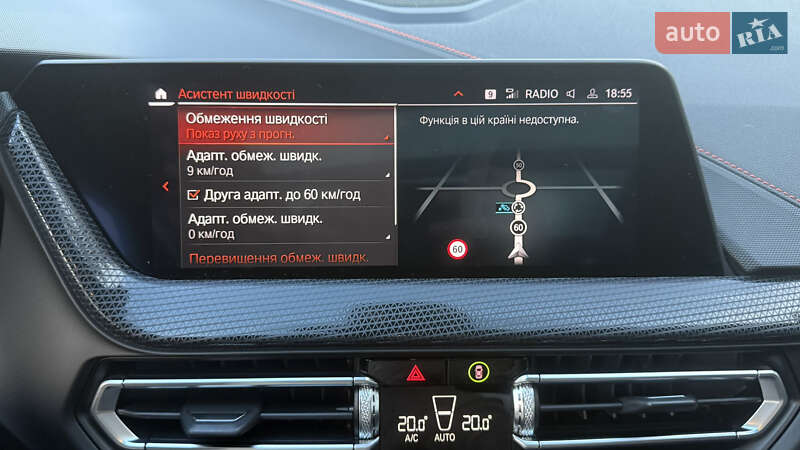 auto RIA .com
Асистент швидкості
9
RADIO
18:55
Обмеження швидкості
Показ руху з прогн.
Адапт. обмеж. швидк.
9 км/год
Друга адапт. до 60 км/год
Адапт. обмеж. швидк.
0 км/год
Перевищення обмеж. швидк.
Функція в цій країні недоступна.
50
60
60
20.0
20.0
A/C
AUTO